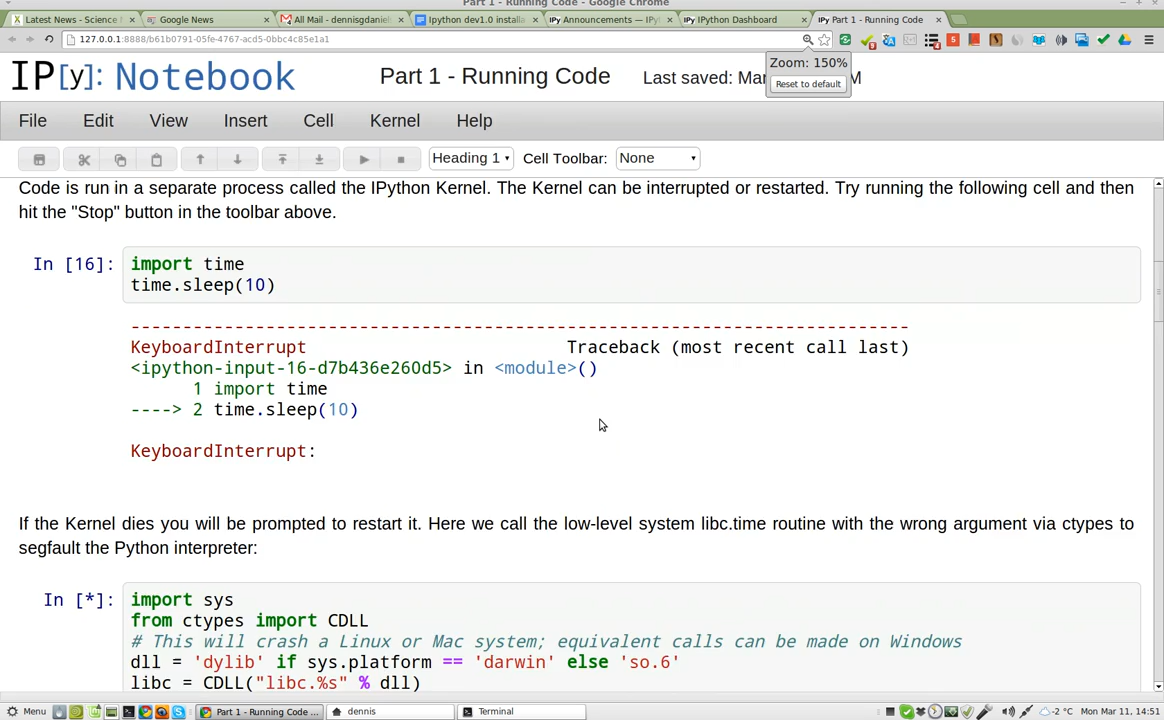 Part 1 - Running Code - Google Chrome
Latest News - Science
Google News
All Mail - dennisgdaniels
Ipython dev1.0 installa
Announcements — IPy
IPython Dashboard
Part 1 - Running Code
127.0.0.1:8888/b61b0791-05fe-4767-acd5-0bbc4c85e1a1
Zoom: 150%
Reset to default
IP[y]: Notebook
Part 1 - Running Code
Last saved: Mar
M
File Edit View Insert Cell Kernel Help
Heading 1 Cell Toolbar: None
Code is run in a separate process called the IPython Kernel. The Kernel can be interrupted or restarted. Try running the following cell and then
hit the "Stop" button in the toolbar above.
In [16]: import time
time.sleep(10)
---------------------------------------------------------------------------
KeyboardInterrupt Traceback (most recent call last)
<ipython-input-16-d7b436e260d5> in <module>()
1 import time
----> 2 time.sleep(10)
KeyboardInterrupt:
If the Kernel dies you will be prompted to restart it. Here we call the low-level system libc.time routine with the wrong argument via ctypes to
segfault the Python interpreter:
In [*]: import sys
from ctypes import CDLL
# This will crash a Linux or Mac system; equivalent calls can be made on Windows
dll = 'dylib' if sys.platform == 'darwin' else 'so.6'
libc = CDLL("libc.%s" % dll)
Menu
Part 1 - Running Code ...
dennis
Terminal
-2 °C Mon Mar 11, 14:51